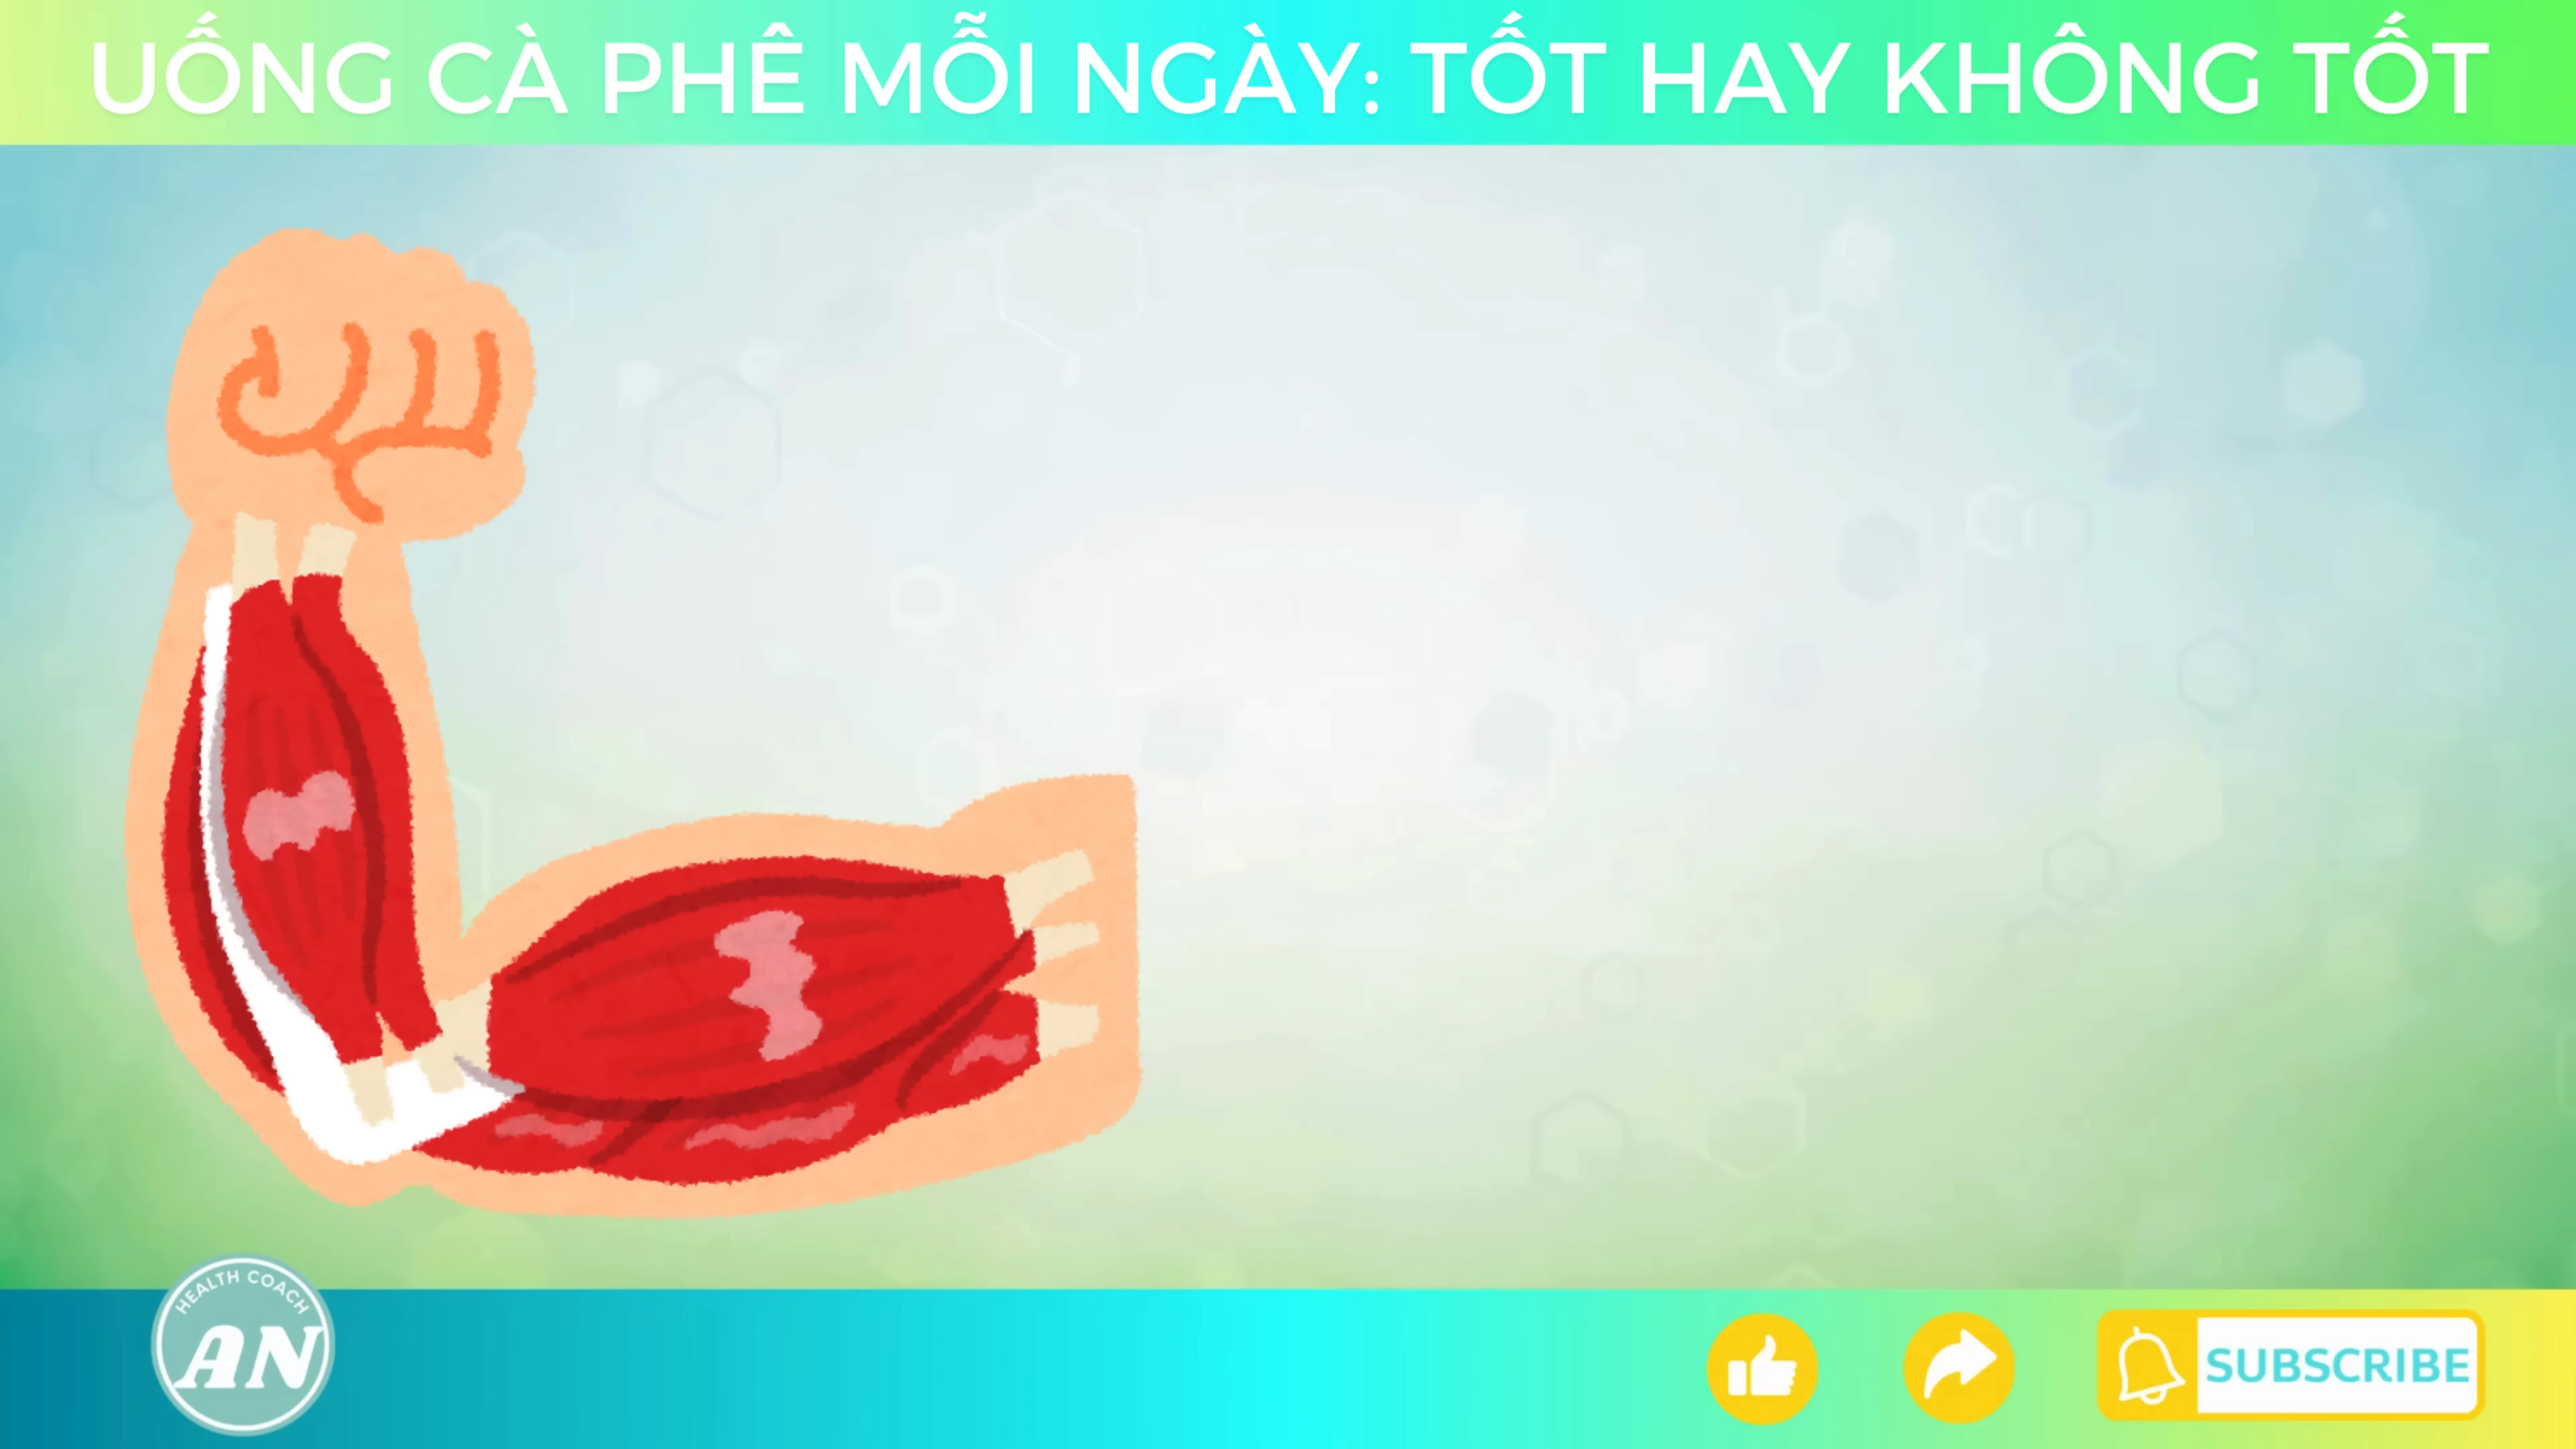 UỐNG CÀ PHÊ MỖI NGÀY: TỐT HAY KHÔNG TỐT
HEALTH COACH
AN
SUBSCRIBE